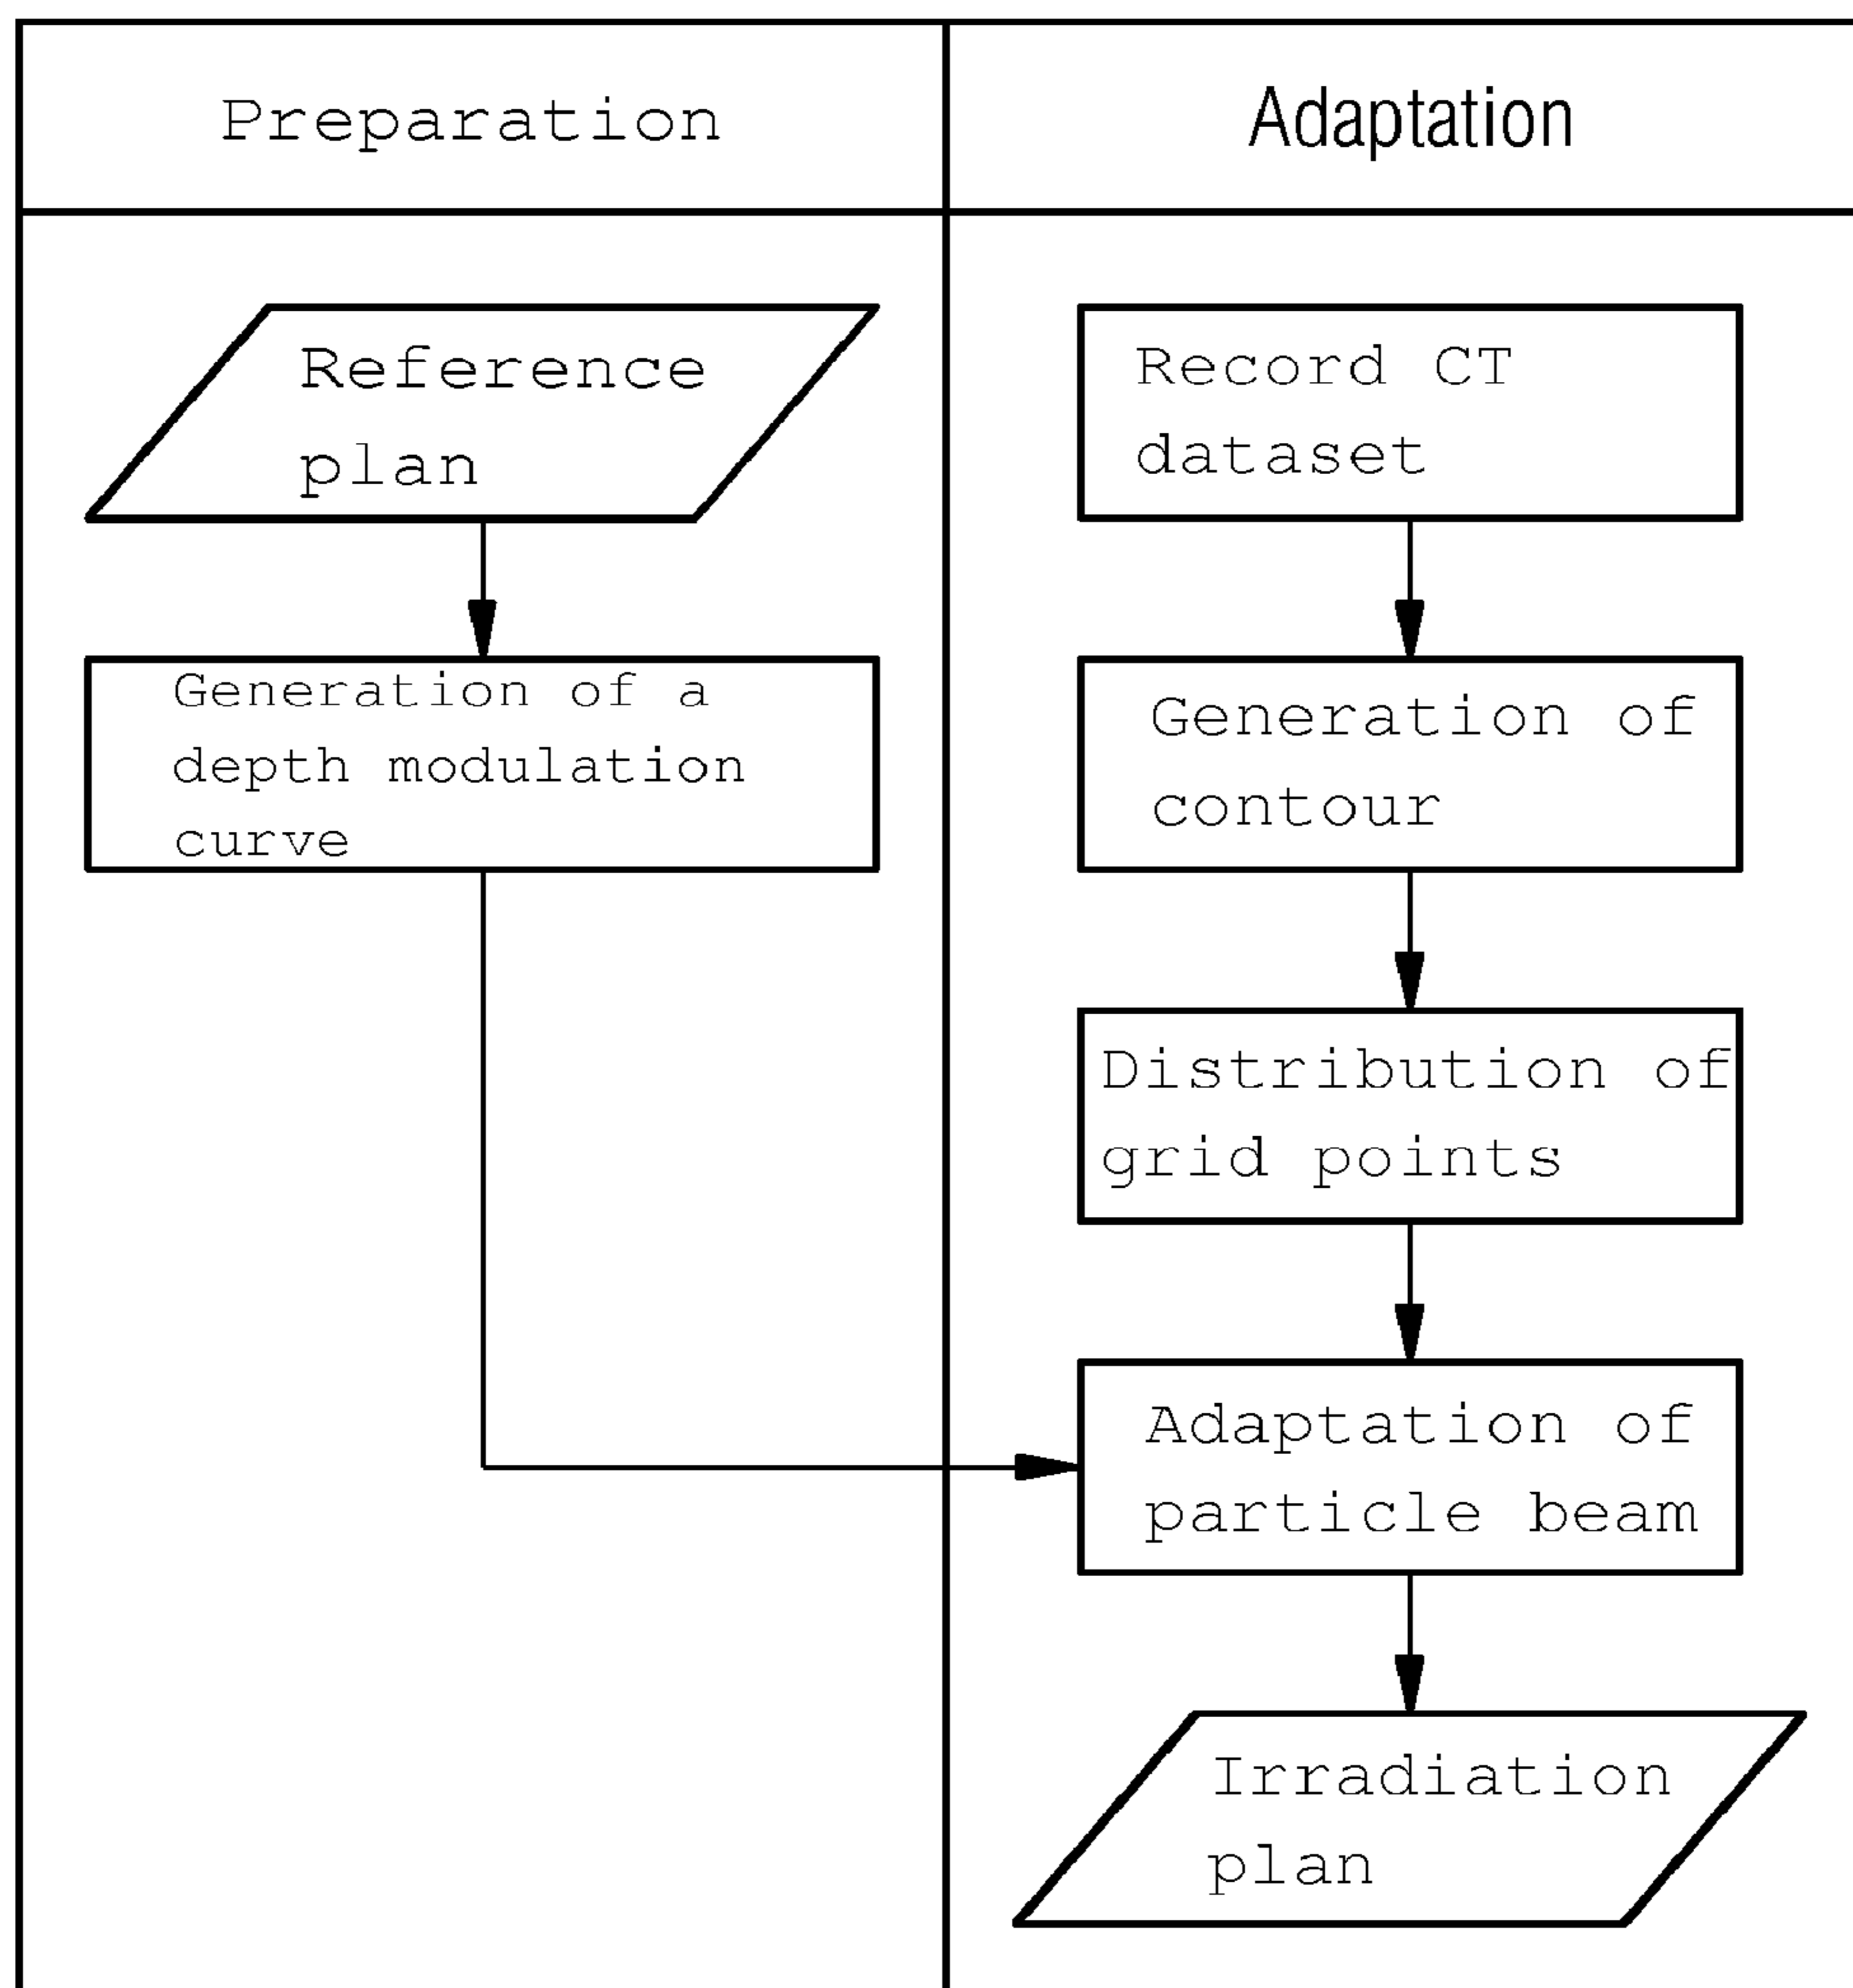 Preparation
Adaptation
Reference
plan
Generation of a
depth modulation
curve
Record CT
dataset
Generation of
contour
Distribution of
grid points
Adaptation of
particle beam
Irradiation
plan